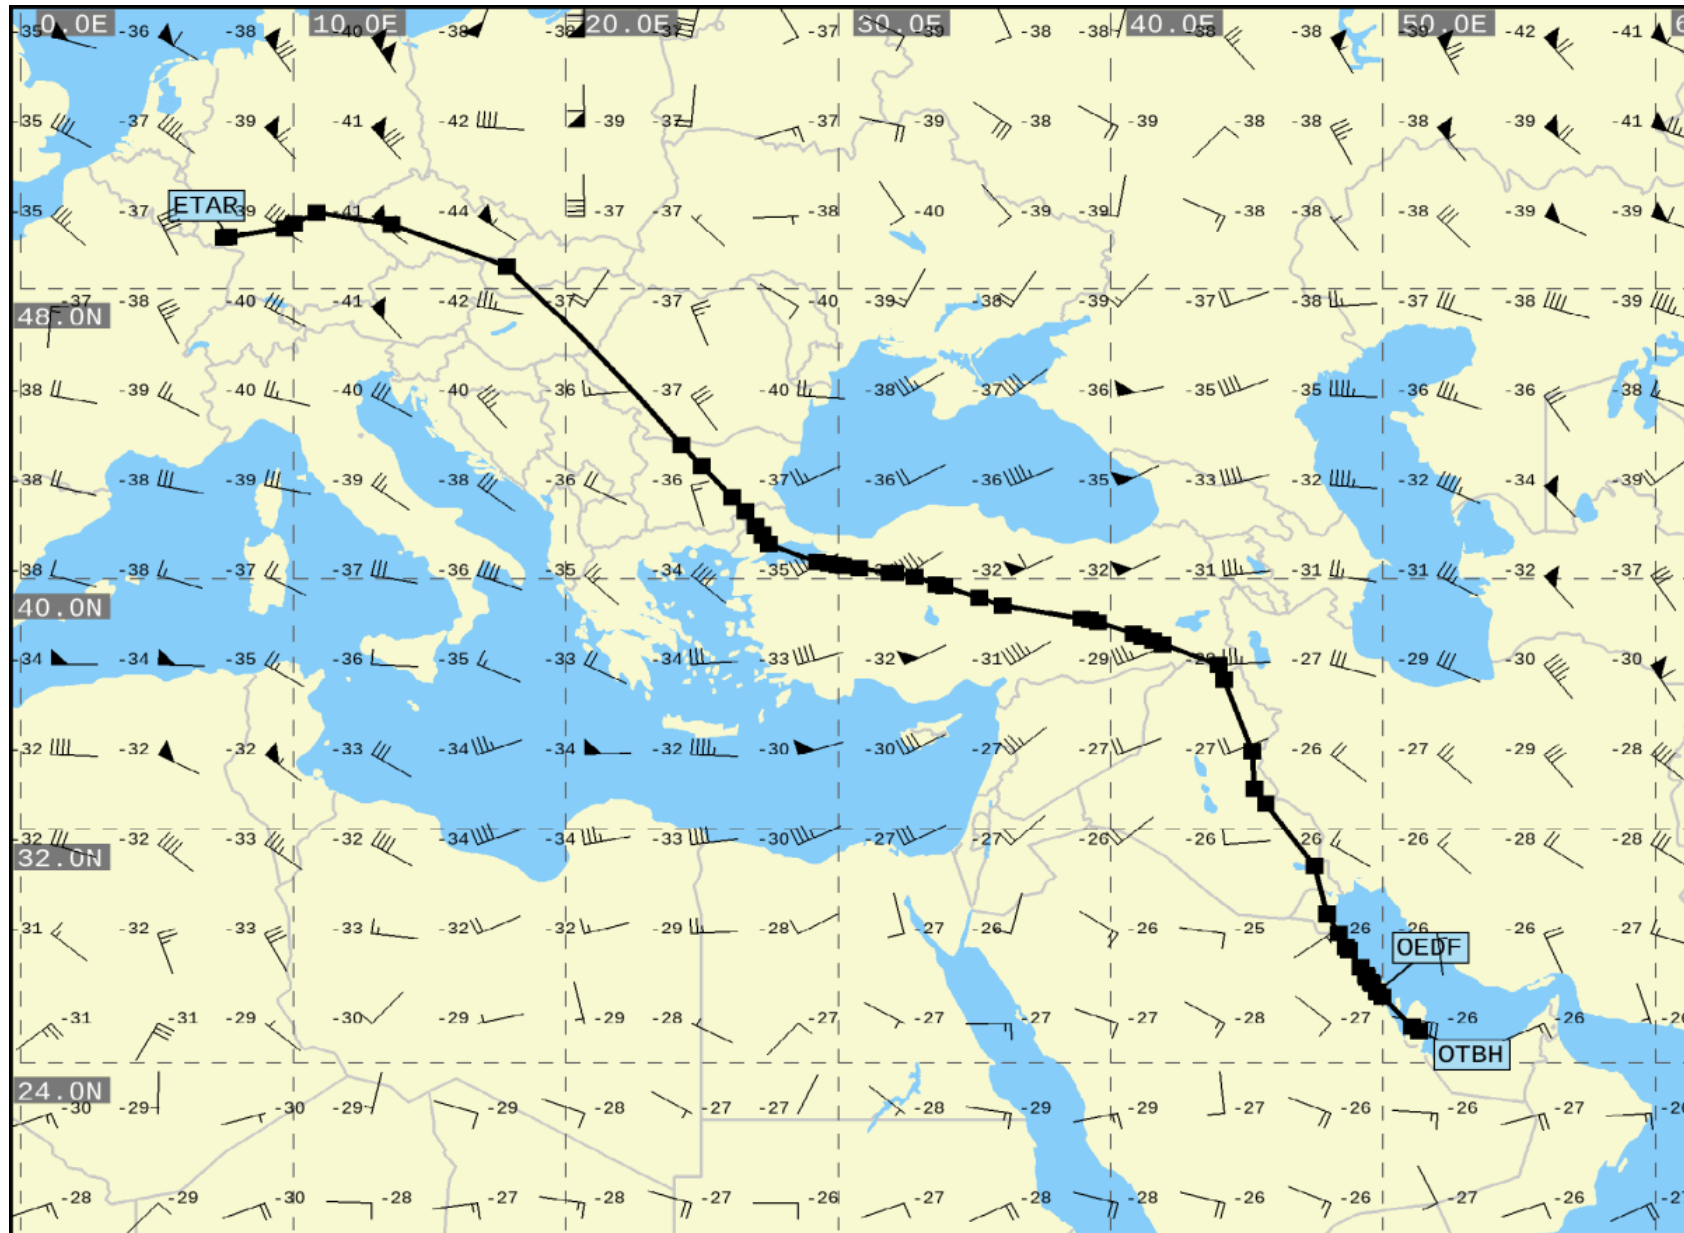 0.0E 10.0E 20.0E 30.0E 40.0E 50.0E 6
-35 -36 -38 -40 -38 -37 -39 -38 -39 -42 -41
-35 -37 -39 -41 -42 -39 -37 -37 -39 -38 -39 -38 -38 -39 -41
ETAR
-35 -37 -39 -41 -44 -37 -37 -38 -40 -39 -39 -38 -38 -39 -39
-37 -38 -40 -41 -42 -37 -37 -40 -39 -38 -39 -37 -38 -37 -38 -39
48.0N
-38 -39 -40 -40 -40 -36 -37 -40 -38 -37 -36 -35 -35 -36 -36 -38
-38 -38 -39 -38 -38 -36 -36 -37 -36 -36 -35 -33 -32 -32 -34 -39
-38 -38 -37 -37 -36 -35 -34 -35 -32 -32 -31 -31 -31 -32 -37
40.0N
-34 -34 -35 -36 -35 -33 -34 -33 -32 -31 -29 -27 -29 -30 -30
-32 -32 -32 -33 -34 -34 -32 -30 -30 -27 -27 -27 -26 -27 -29 -28
-32 -32 -33 -32 -34 -34 -33 -30 -27 -27 -26 -26 -26 -26 -28 -28
32.0N
-31 -32 -33 -33 -32 -32 -29 -28 -27 -26 -26 -25 -26 -26 -26 -27
OEDF
-31 -31 -29 -30 -29 -29 -28 -27 -27 -27 -27 -28 -27 -26 -26
OTBH
24.0N
-30 -29 -30 -29 -29 -28 -27 -27 -28 -29 -29 -27 -26 -26 -27
-28 -29 -30 -28 -27 -26 -27 -26 -27 -28 -26 -26 -26 -27 -26